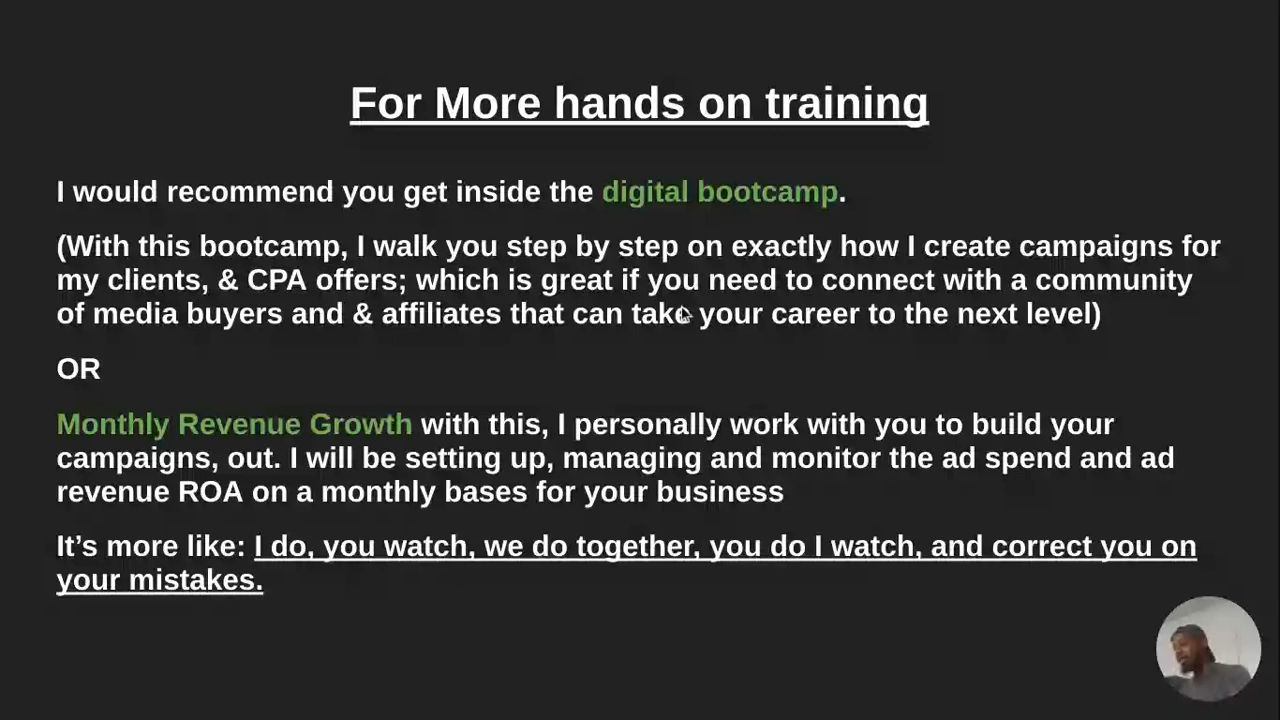 For More hands on training
I would recommend you get inside the digital bootcamp.
(With this bootcamp, I walk you step by step on exactly how I create campaigns for
my clients, & CPA offers; which is great if you need to connect with a community
of media buyers and & affiliates that can take your career to the next level)
OR
Monthly Revenue Growth with this, I personally work with you to build your
campaigns, out. I will be setting up, managing and monitor the ad spend and ad
revenue ROA on a monthly bases for your business
It’s more like: I do, you watch, we do together, you do I watch, and correct you on
your mistakes.